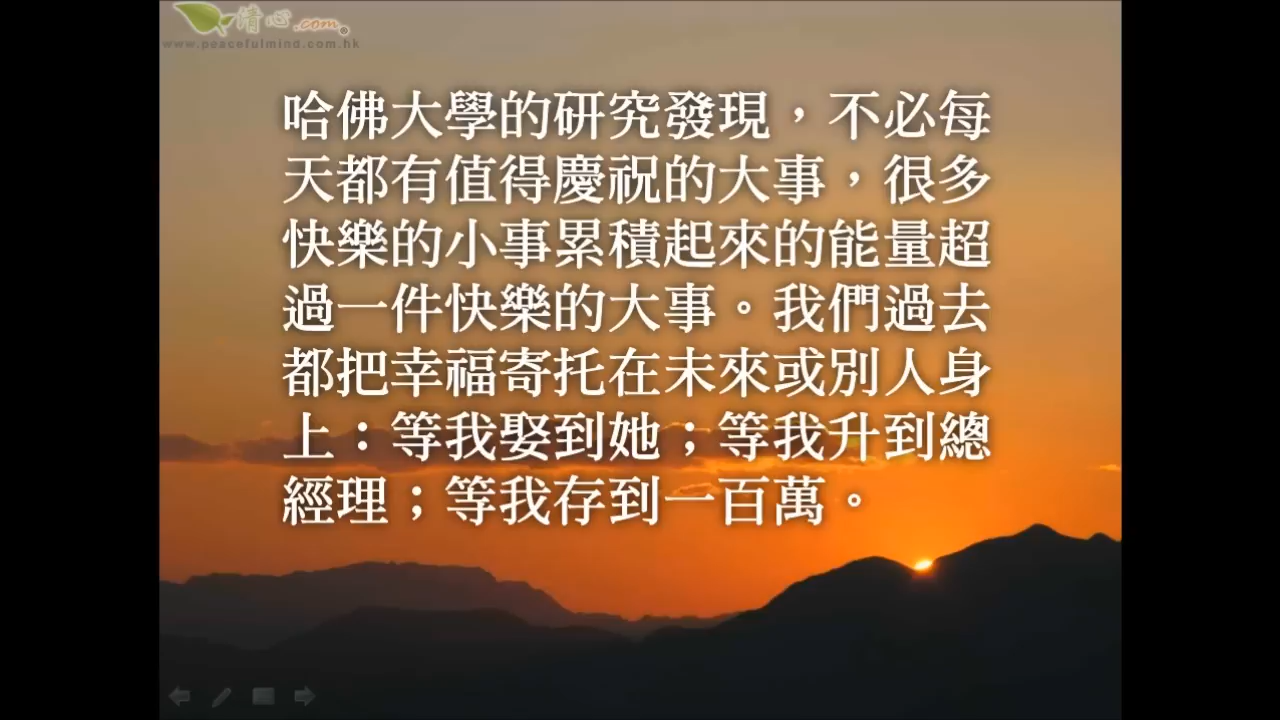 倩心.com®
www.peacefulmind.com.hk
哈佛大學的研究發現，不必每
天都有值得慶祝的大事，很多
快樂的小事累積起來的能量超
過一件快樂的大事。我們過去
都把幸福寄托在未來或別人身
上：等我娶到她；等我升到總
經理；等我存到一百萬。